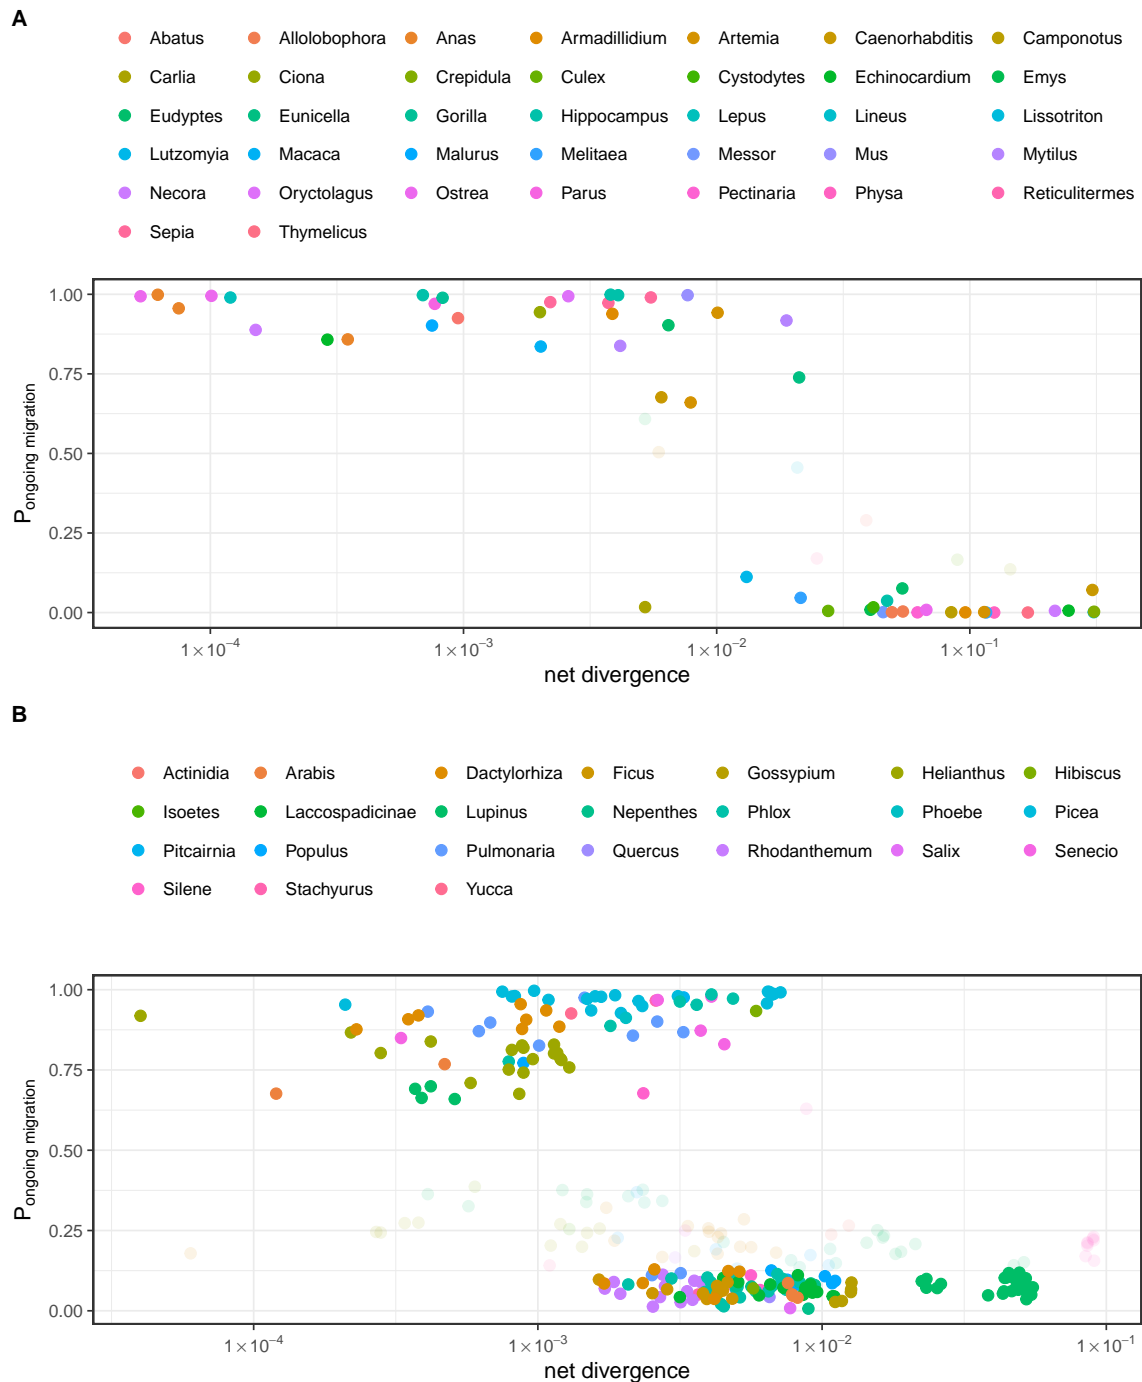 A
Abatus Allolobophora Anas Armadillidium Artemia Caenorhabditis Camponotus
Carlia Ciona Crepidula Culex Cystodytes Echinocardium Emys
Eudyptes Eunicella Gorilla Hippocampus Lepus Lineus Lissotriton
Lutzomyia Macaca Malurus Melitaea Messor Mus Mytilus
Necora Oryctolagus Ostrea Parus Pectinaria Physa Reticulitermes
Sepia Thymelicus
1.00
0.75
0.50
0.25
0.00
P ongoing migration
1×10⁻⁴ 1×10⁻³ 1×10⁻² 1×10⁻¹
net divergence
B
Actinidia Arabis Dactylorhiza Ficus Gossypium Helianthus Hibiscus
Isoetes Laccospadicinae Lupinus Nepenthes Phlox Phoebe Picea
Pitcairnia Populus Pulmonaria Quercus Rhodanthemum Salix Senecio
Silene Stachyurus Yucca
1.00
0.75
0.50
0.25
0.00
P ongoing migration
1×10⁻⁴ 1×10⁻³ 1×10⁻² 1×10⁻¹
net divergence